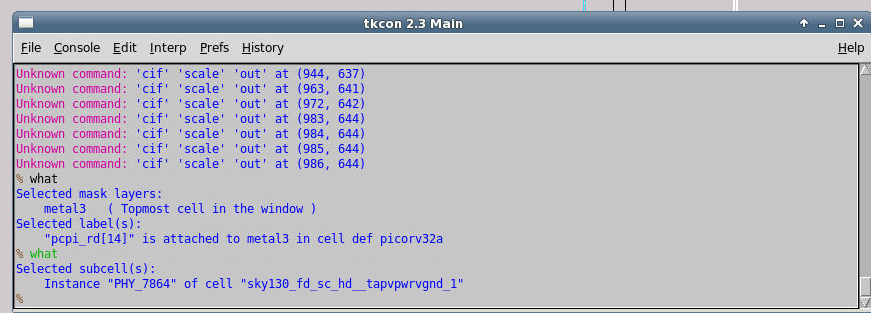 tkcon 2.3 Main
File Console Edit Interp Prefs History Help
Unknown command: 'cif' 'scale' 'out' at (944, 637)
Unknown command: 'cif' 'scale' 'out' at (963, 641)
Unknown command: 'cif' 'scale' 'out' at (972, 642)
Unknown command: 'cif' 'scale' 'out' at (983, 644)
Unknown command: 'cif' 'scale' 'out' at (984, 644)
Unknown command: 'cif' 'scale' 'out' at (985, 644)
Unknown command: 'cif' 'scale' 'out' at (986, 644)
% what
Selected mask layers:
    metal3   ( Topmost cell in the window )
Selected label(s):
    "pcpi_rd[14]" is attached to metal3 in cell def picorv32a
% what
Selected subcell(s):
    Instance "PHY_7864" of cell "sky130_fd_sc_hd__tapvpwrvgnd_1"
%